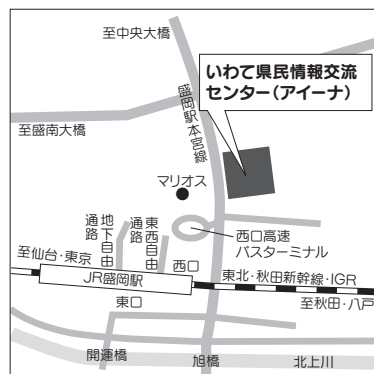 至中央大橋
いわて県民情報交流
センター(アイーナ)
盛岡駅本宮線
至盛南大橋
マリオス
地下自由
通路
東西自由
通路
西口高速
バスターミナル
至仙台・東京
西口
JR盛岡駅
東北・秋田新幹線・IGR
東口
至秋田・八戸
開運橋
旭橋
北上川